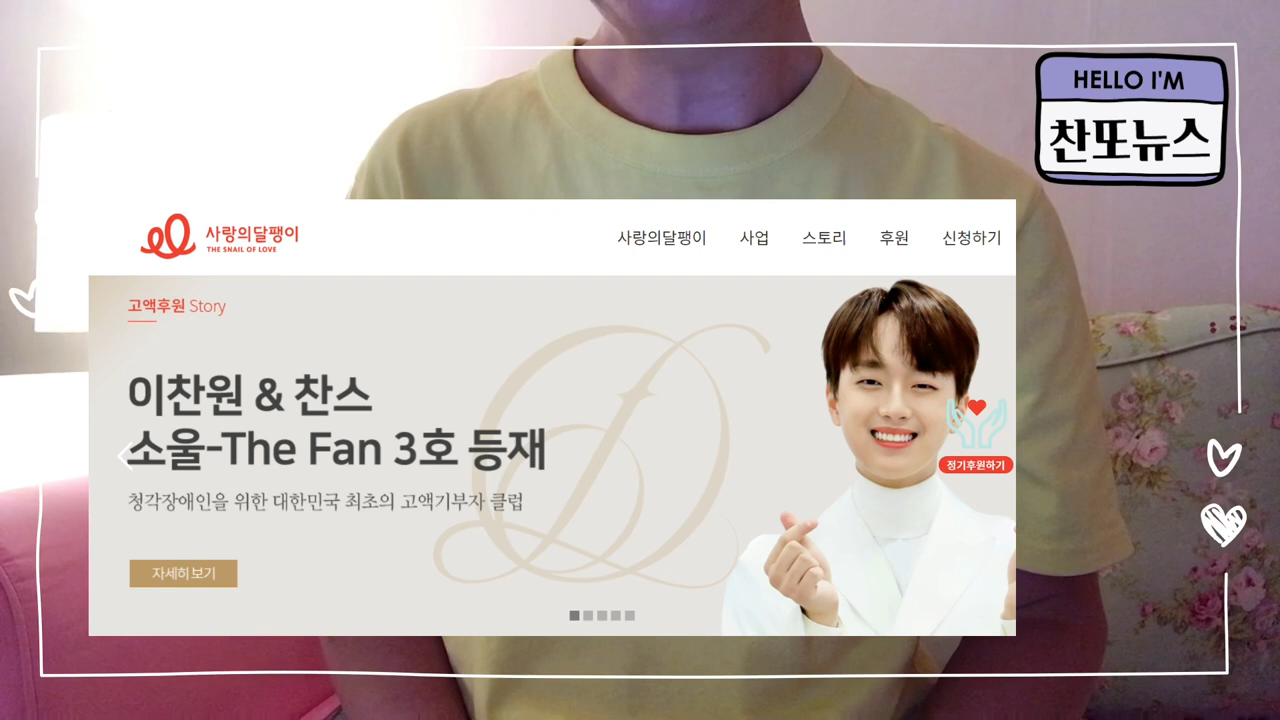 HELLO I'M
찬또뉴스
사랑의달팽이
THE SNAIL OF LOVE
사랑의달팽이 사업 스토리 후원 신청하기
고액후원 Story
이찬원 & 찬스
소울-The Fan 3호 등재
청각장애인을 위한 대한민국 최초의 고액기부자 클럽
정기후원하기
자세히보기